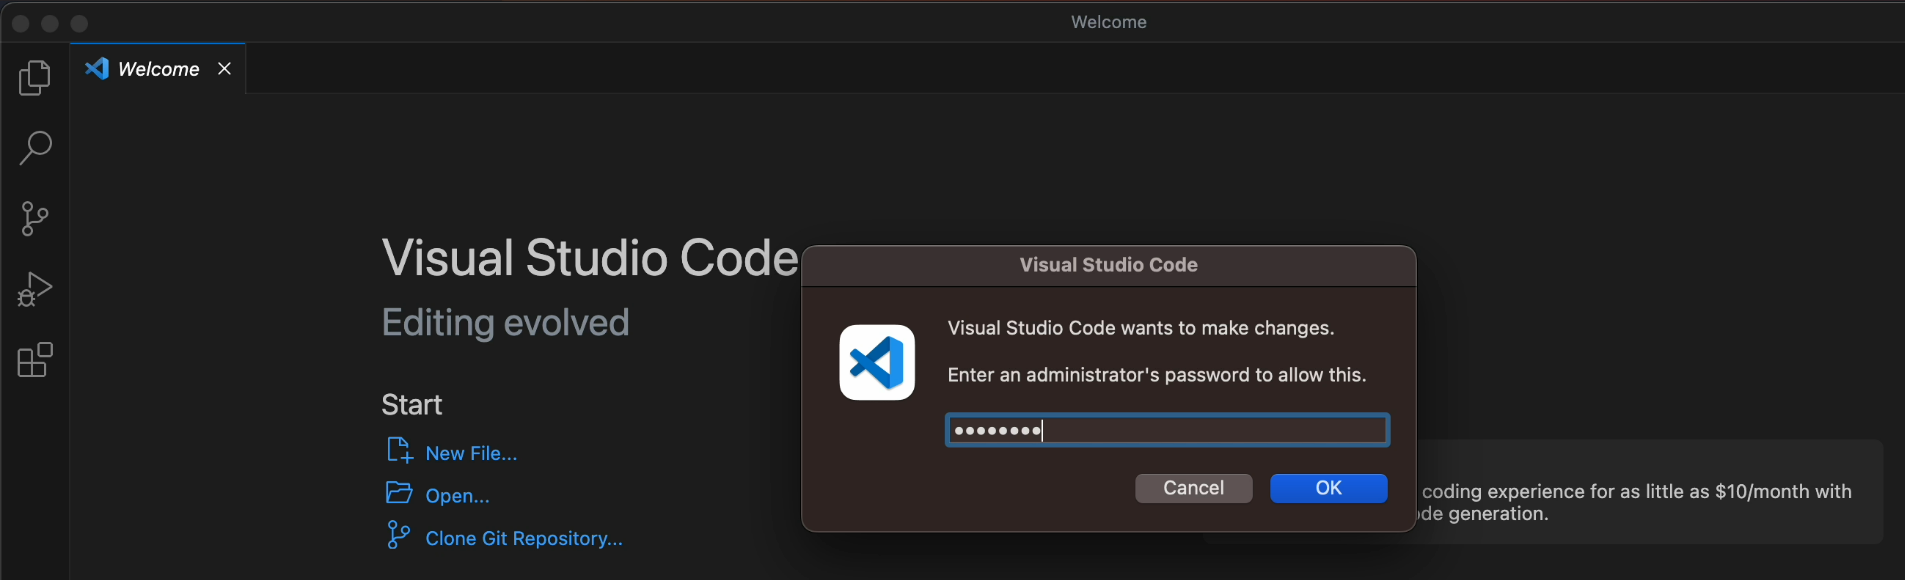 Welcome
Welcome
Visual Studio Code
Editing evolved
Start
New File...
Open...
Clone Git Repository...
Visual Studio Code
Visual Studio Code wants to make changes.
Enter an administrator's password to allow this.
••••••••
Cancel
OK
coding experience for as little as $10/month with
de generation.